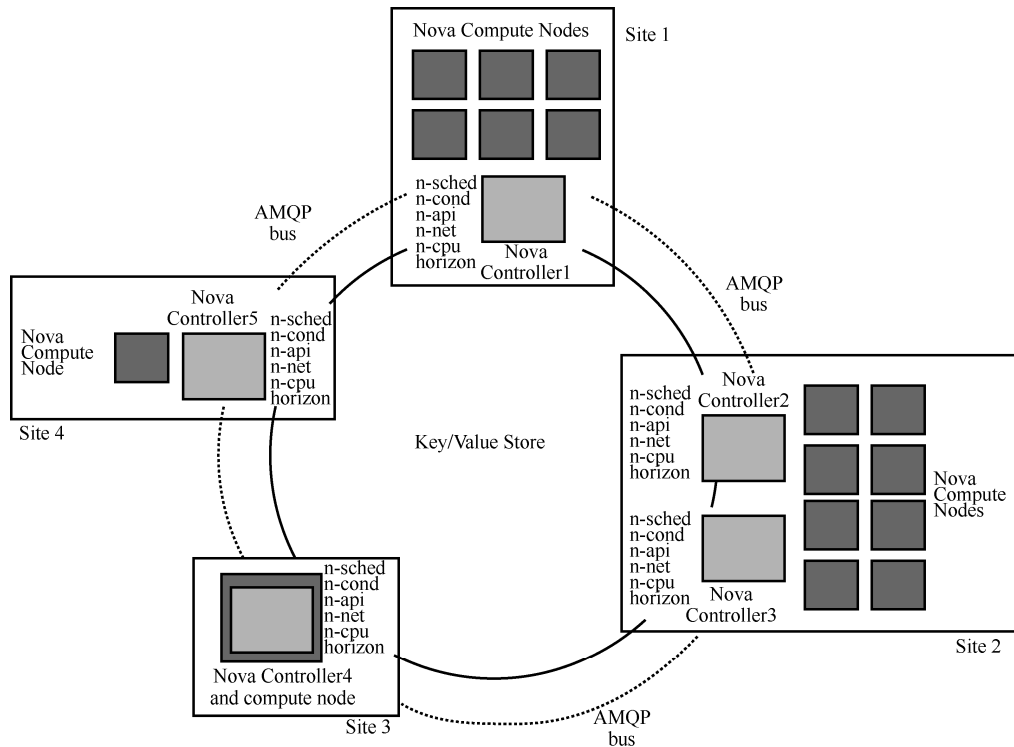 Nova Compute Nodes
Site 1
n-sched
n-cond
n-api
n-net
n-cpu
horizon
Nova
Controller1
AMQP
bus
AMQP
bus
Nova
Controller5
Nova
Compute
Node
n-sched
n-cond
n-api
n-net
n-cpu
horizon
Site 4
Key/Value Store
n-sched
n-cond
n-api
n-net
n-cpu
horizon
Nova
Controller2
n-sched
n-cond
n-api
n-net
n-cpu
horizon
Nova
Controller3
Nova
Compute
Nodes
Site 2
n-sched
n-cond
n-api
n-net
n-cpu
horizon
Nova Controller4
and compute node
Site 3
AMQP
bus